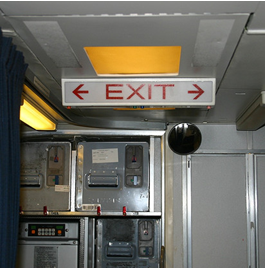 ← EXIT →